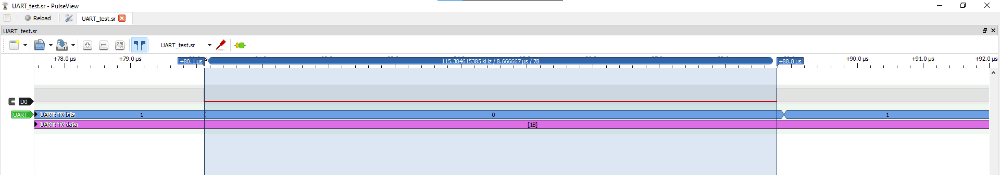 UART_test.sr - PulseView
Reload
UART_test.sr
UART_test.sr
UART_test.sr
+78.0 µs +79.0 µs +80.1 µs 115.384615385 kHz / 8.666667 µs / 78 +88.8 µs +90.0 µs +91.0 µs +92.0 µs
D0
UART UART: TX bits 1 0 1
UART: TX data [1B]